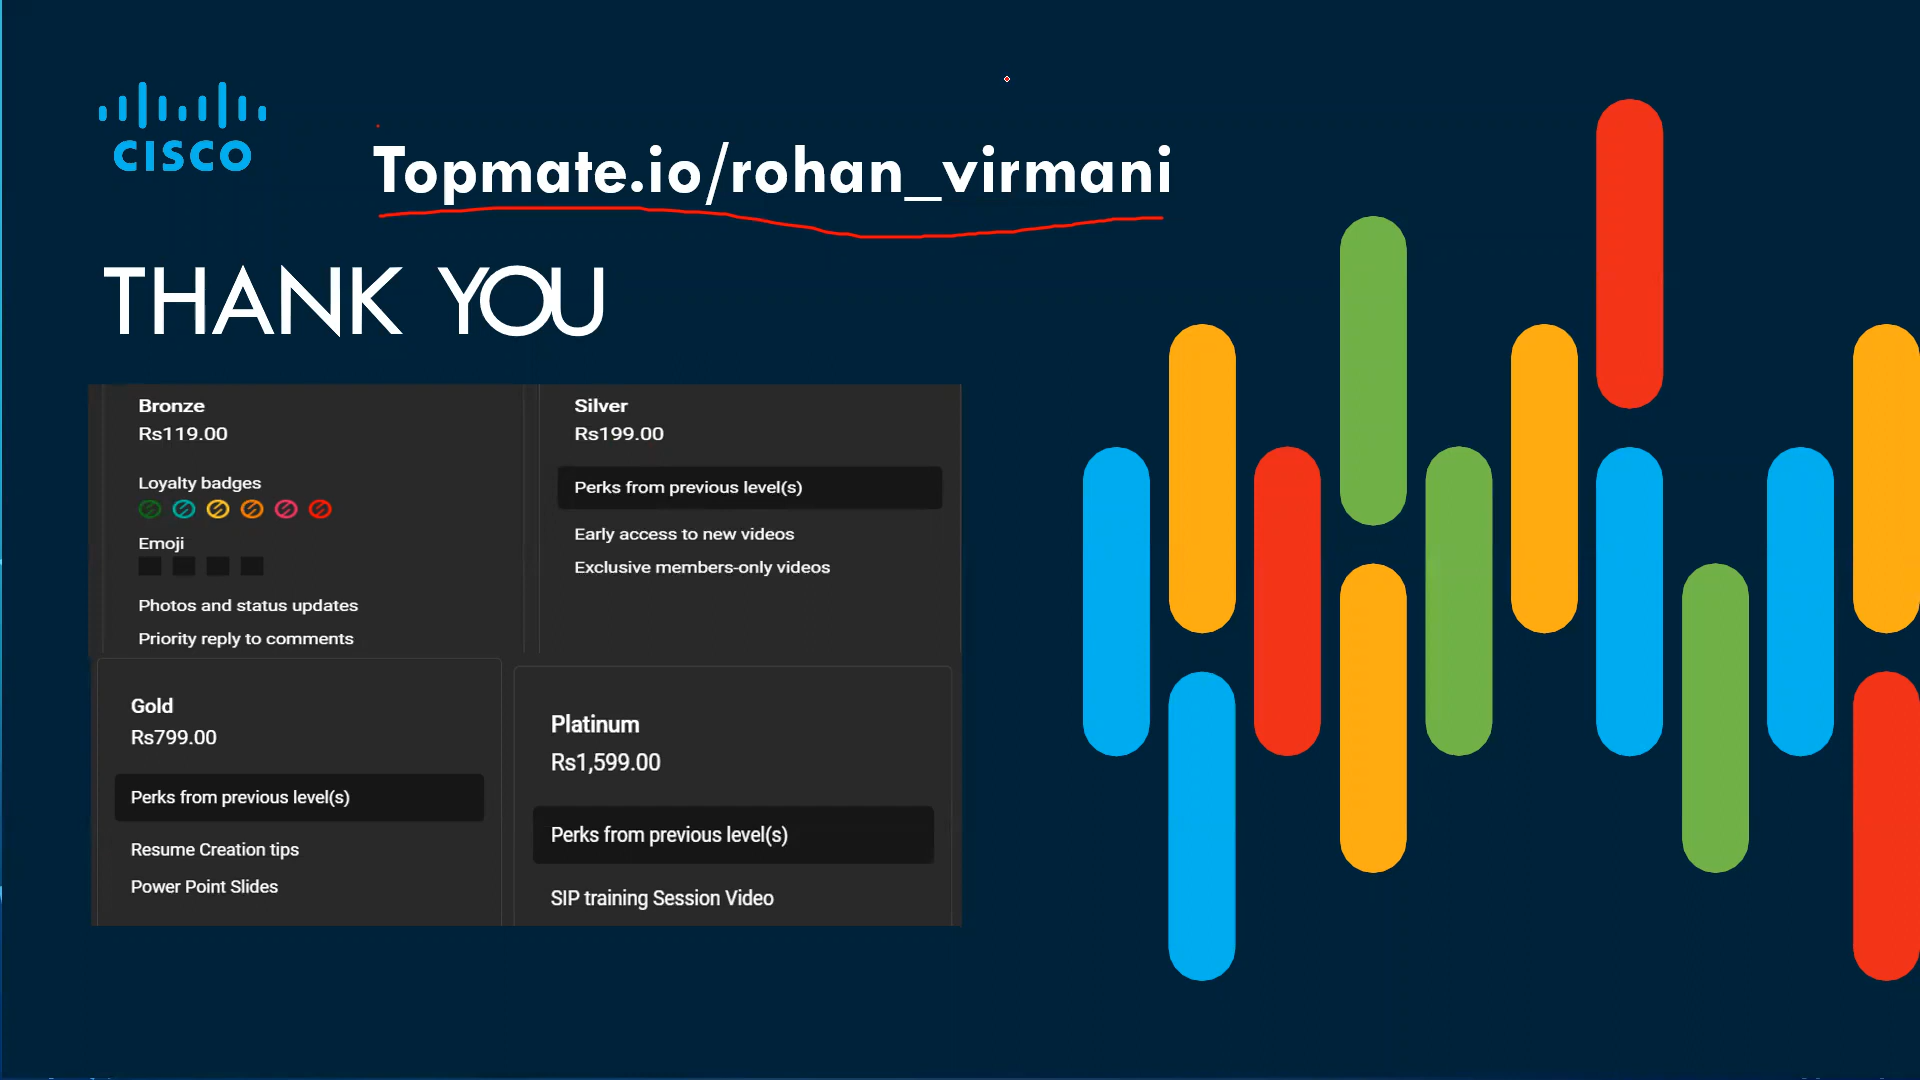 CISCO
Topmate.io/rohan_virmani
THANK YOU
Bronze
Rs119.00
Loyalty badges
Emoji
Photos and status updates
Priority reply to comments
Silver
Rs199.00
Perks from previous level(s)
Early access to new videos
Exclusive members-only videos
Gold
Rs799.00
Perks from previous level(s)
Resume Creation tips
Power Point Slides
Platinum
Rs1,599.00
Perks from previous level(s)
SIP training Session Video